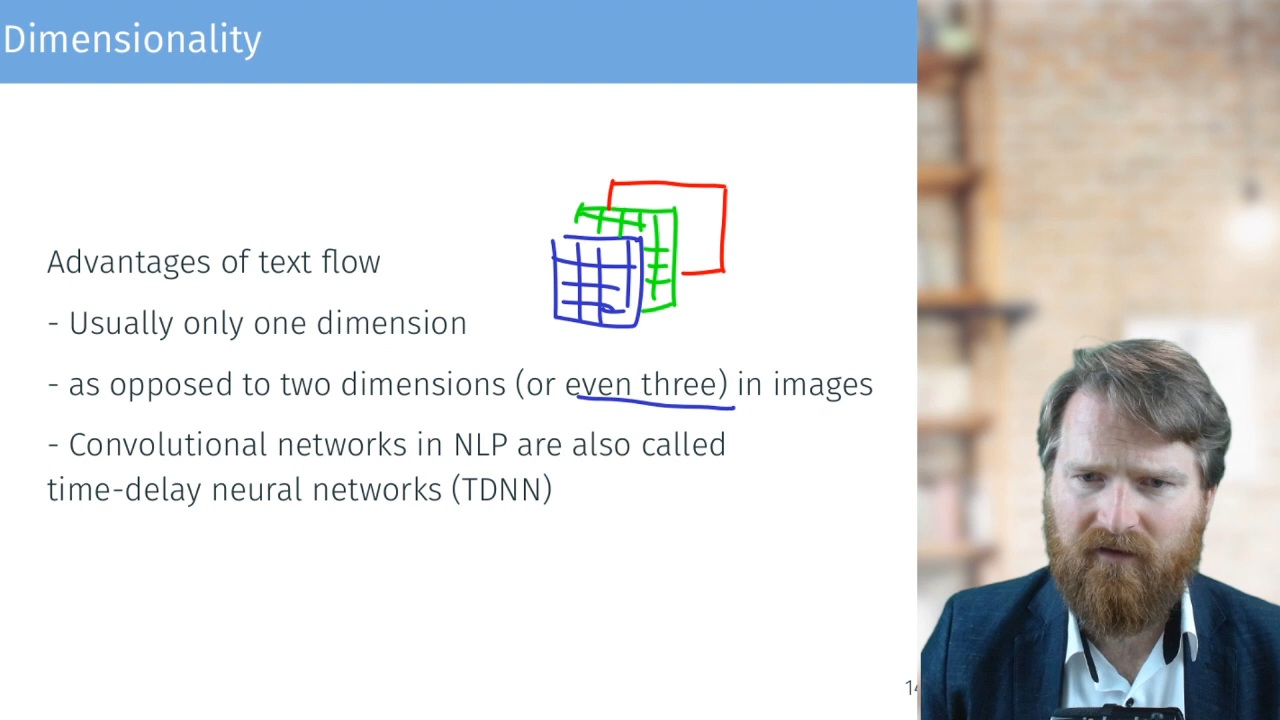 Dimensionality
Advantages of text flow
- Usually only one dimension
- as opposed to two dimensions (or even three) in images
- Convolutional networks in NLP are also called
time-delay neural networks (TDNN)